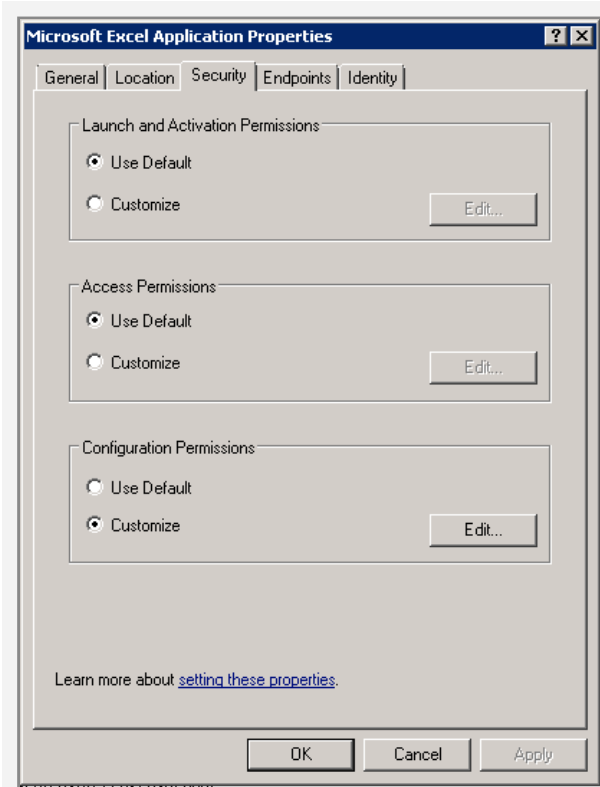 Microsoft Excel Application Properties
General Location Security Endpoints Identity
Launch and Activation Permissions
Use Default
Customize
Edit...
Access Permissions
Use Default
Customize
Edit...
Configuration Permissions
Use Default
Customize
Edit...
Learn more about setting these properties.
OK Cancel Apply